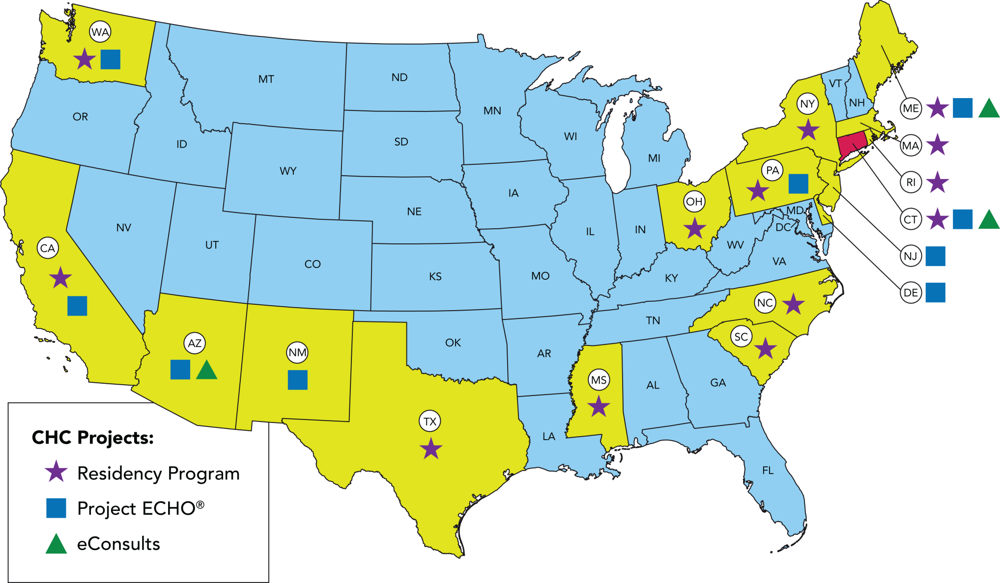 WA
MT
ND
MN
VT
NH
NY
ME
OR
ID
SD
WI
MI
MA
WY
PA
RI
IA
NE
OH
MD
CT
NV
UT
CO
IL
IN
DC
WV
NJ
CA
KS
MO
KY
VA
DE
NC
TN
SC
AZ
NM
OK
AR
MS
AL
GA
TX
LA
FL
CHC Projects:
Residency Program
Project ECHO®
eConsults